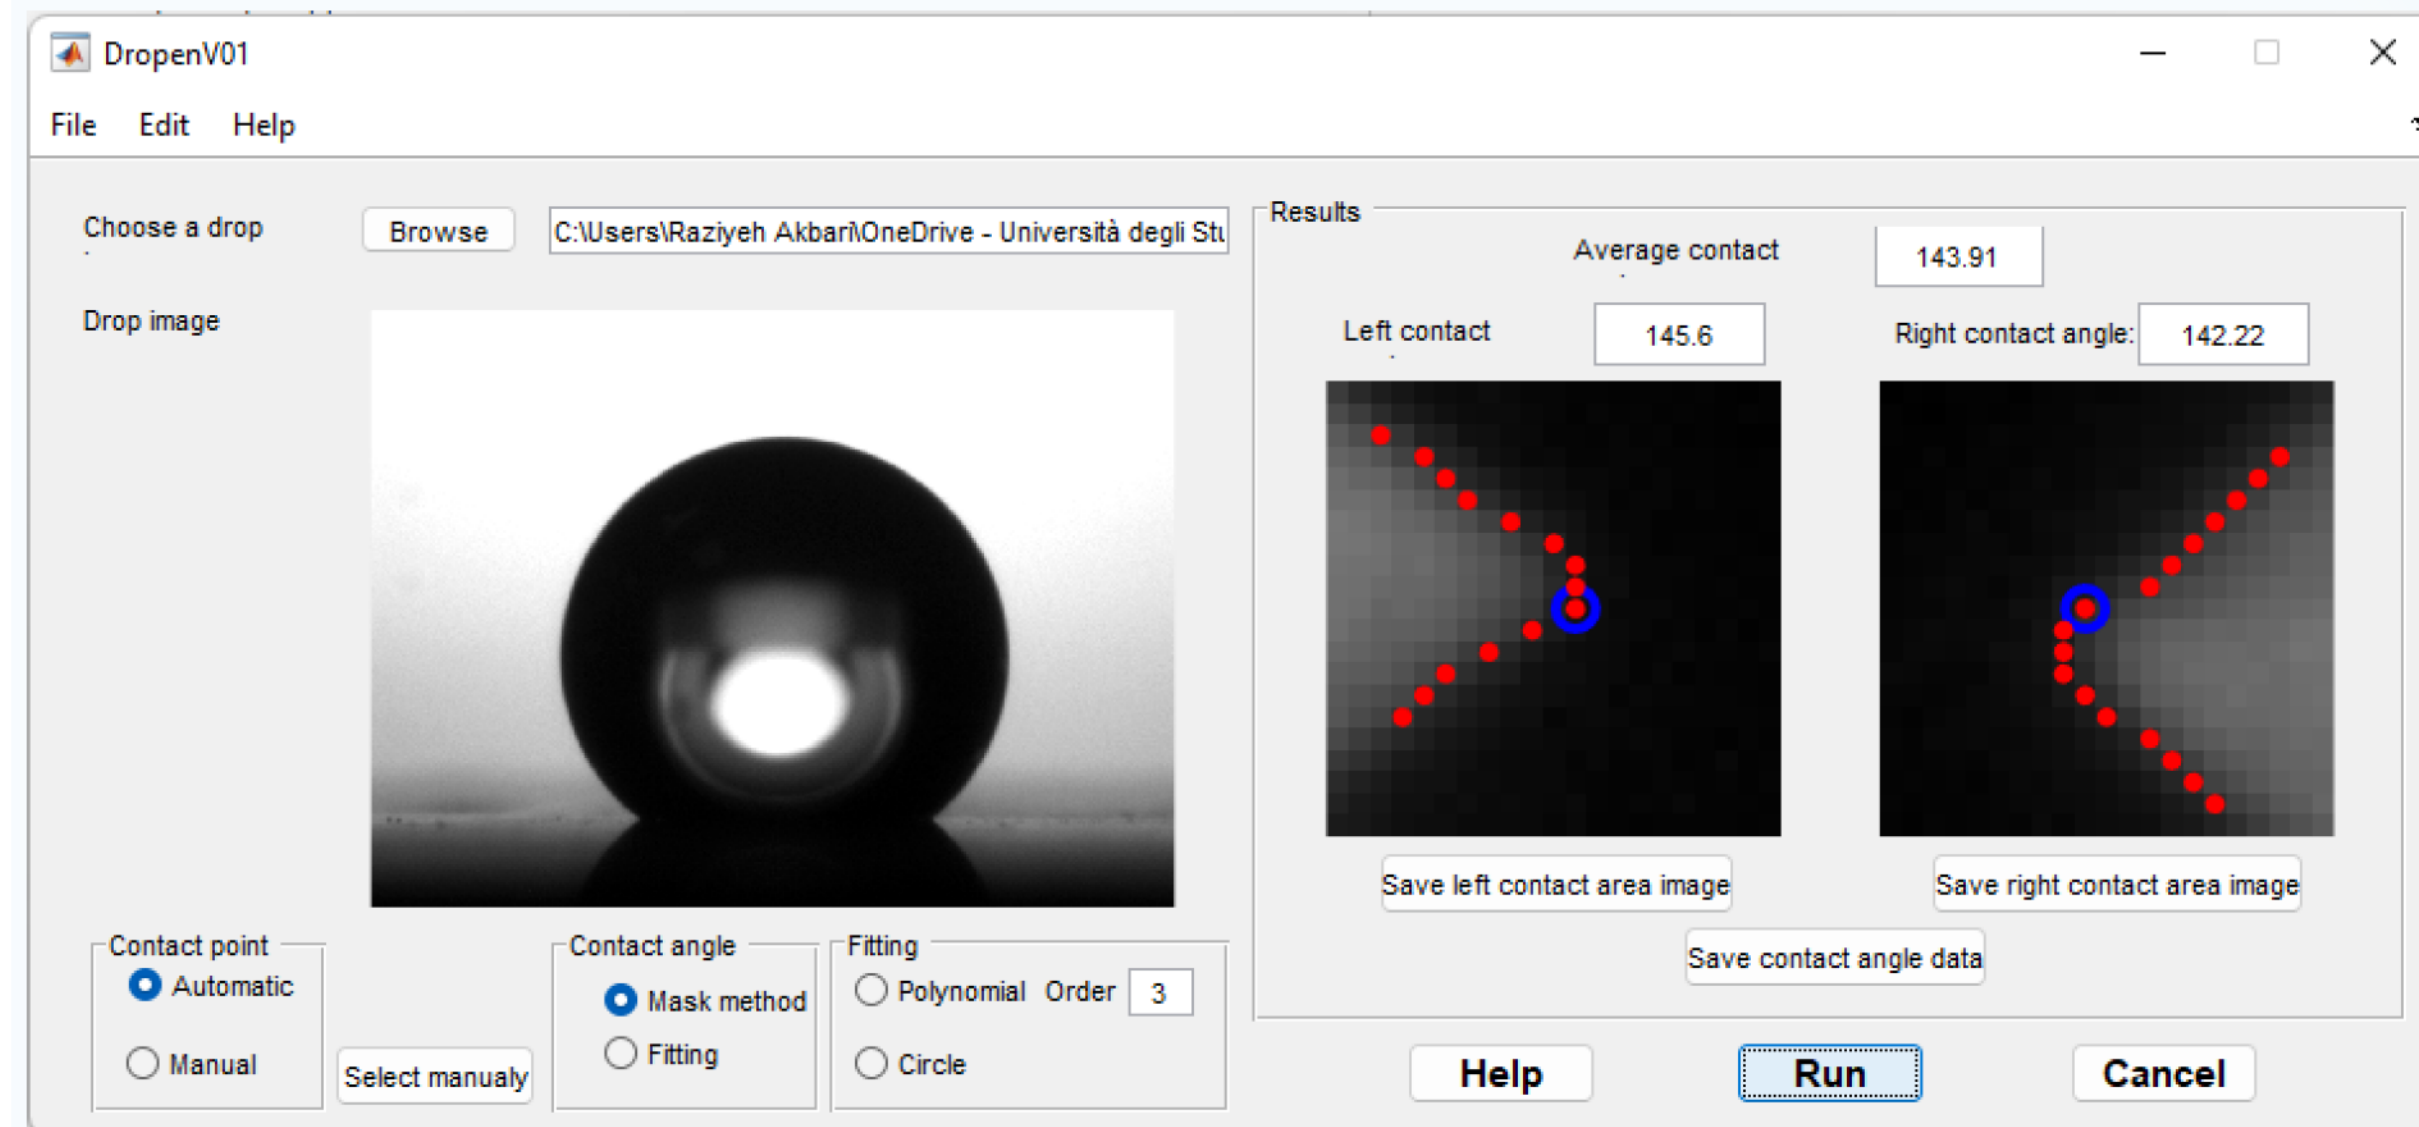 DropenV01
File Edit Help
Choose a drop
Browse
C:\Users\Raziyeh Akbari\OneDrive - Università degli Stu
Drop image
Results
Average contact
143.91
Left contact
145.6
Right contact angle:
142.22
Save left contact area image
Save right contact area image
Save contact angle data
Contact point
Automatic
Manual
Select manualy
Contact angle
Mask method
Fitting
Fitting
Polynomial Order 3
Circle
Help
Run
Cancel